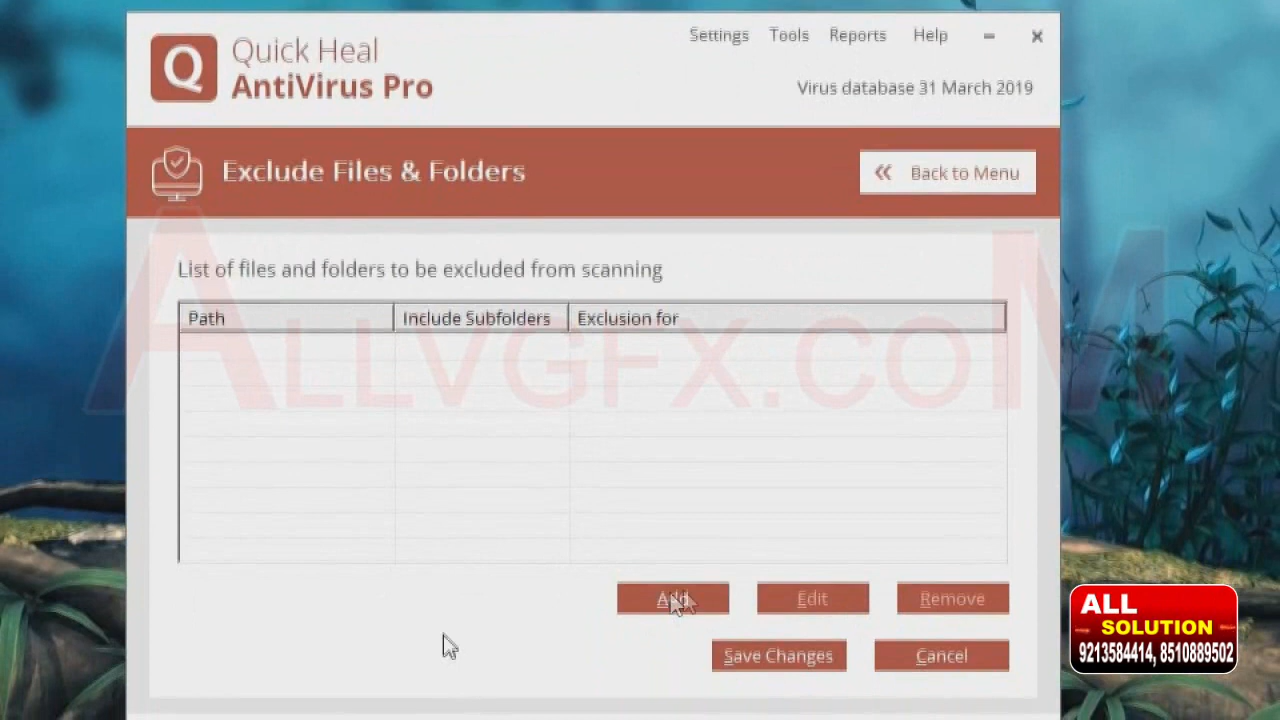 Settings Tools Reports Help
Q Quick Heal
AntiVirus Pro
Virus database 31 March 2019
Exclude Files & Folders
Back to Menu
List of files and folders to be excluded from scanning
Path Include Subfolders Exclusion for
ALLVGFX.COM
Add Edit Remove
Save Changes Cancel
ALL
SOLUTION
9213584414, 8510889502